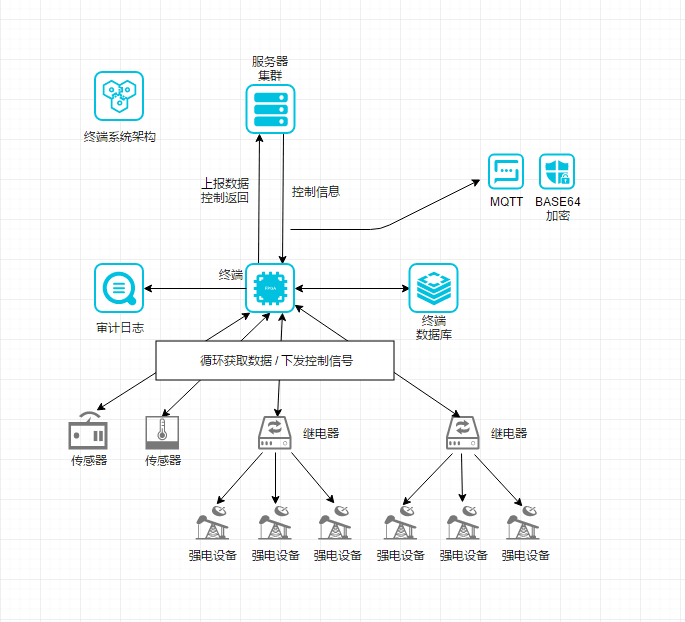 服务器
集群
终端系统架构
上报数据
控制返回
控制信息
MQTT
BASE64
加密
终端
FPGA
审计日志
终端
数据库
循环获取数据 / 下发控制信号
传感器
传感器
继电器
继电器
强电设备
强电设备
强电设备
强电设备
强电设备
强电设备